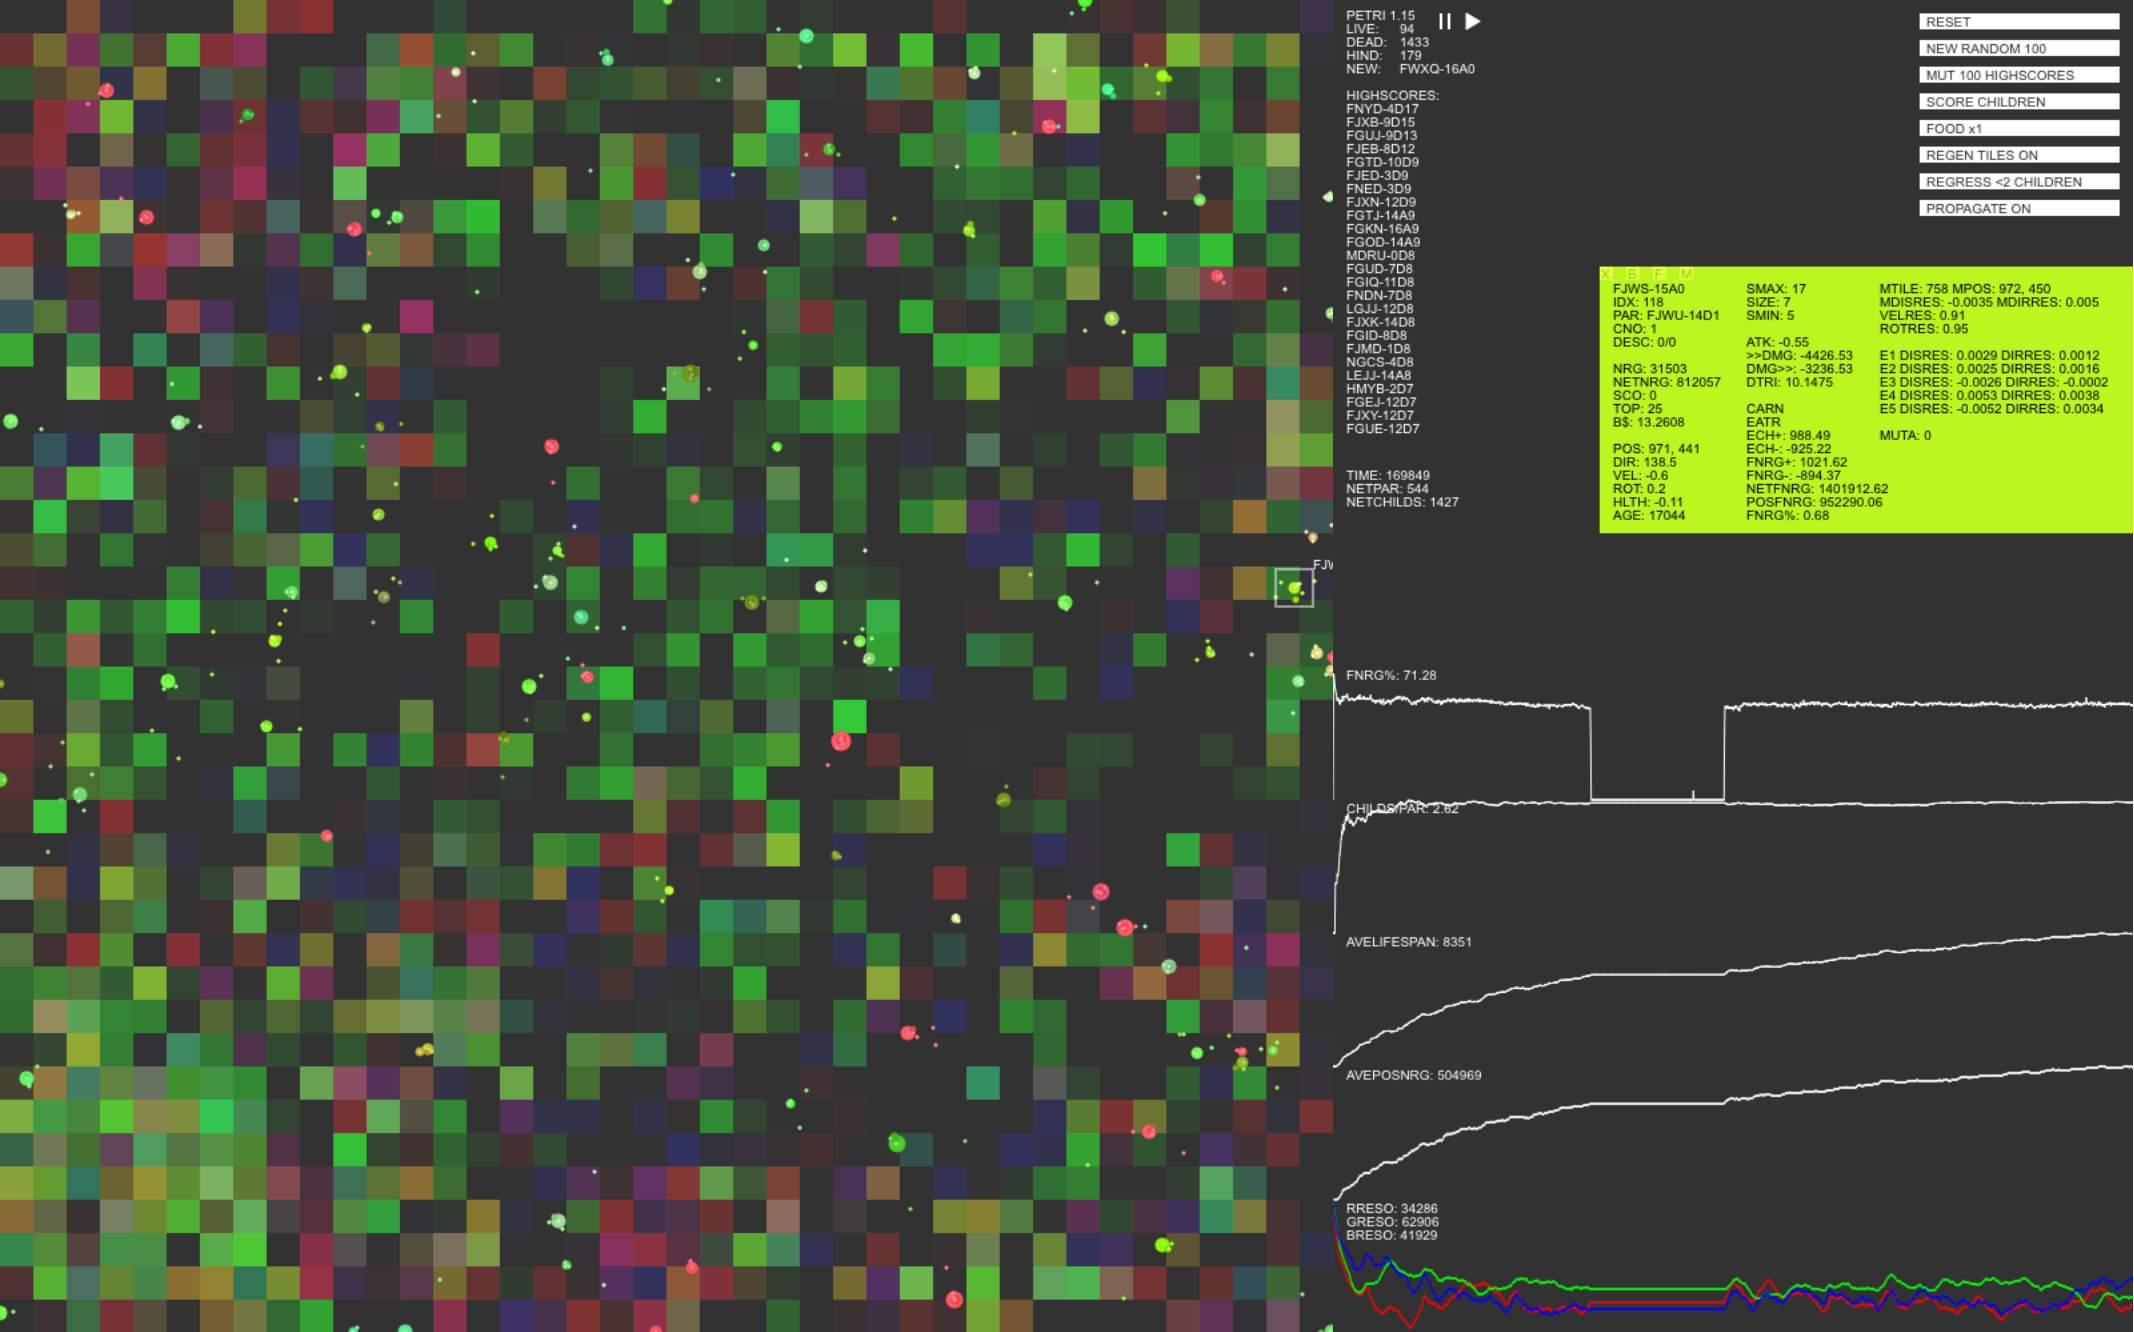 PETRI 1.15
LIVE: 94
DEAD: 1433
HIND: 179
NEW: FWXQ-16A0
HIGHSCORES:
FNYD-4D17
FJXB-9D15
FGUJ-9D13
FJEB-8D12
FGTD-10D9
FJED-3D9
FNED-3D9
FJXN-12D9
FGTJ-14A9
FGKN-16A9
FGOD-14A9
MDRU-0D8
FGUD-7D8
FGIQ-11D8
FNDN-7D8
LGJJ-12D8
FJXK-14D8
FGID-8D8
FJMD-1D8
NGCS-4D8
LEJJ-14A8
HMYB-2D7
FGEJ-12D7
FJXY-12D7
FGUE-12D7
TIME: 169849
NETPAR: 544
NETCHILDS: 1427
RESET
NEW RANDOM 100
MUT 100 HIGHSCORES
SCORE CHILDREN
FOOD x1
REGEN TILES ON
REGRESS <2 CHILDREN
PROPAGATE ON
X B F M
FJWS-15A0
IDX: 118
PAR: FJWU-14D1
CNO: 1
DESC: 0/0
NRG: 31503
NETNRG: 812057
SCO: 0
TOP: 25
B$: 13.2608
POS: 971, 441
DIR: 138.5
VEL: -0.6
ROT: 0.2
HLTH: -0.11
AGE: 17044
SMAX: 17
SIZE: 7
SMIN: 5
ATK: -0.55
>>DMG: -4426.53
DMG>>: -3236.53
DTRI: 10.1475
CARN
EATR
ECH+: 988.49
ECH-: -925.22
FNRG+: 1021.62
FNRG-: -894.37
NETFNRG: 1401912.62
POSFNRG: 952290.06
FNRG%: 0.68
MTILE: 758 MPOS: 972, 450
MDISRES: -0.0035 MDIRRES: 0.005
VELRES: 0.91
ROTRES: 0.95
E1 DISRES: 0.0029 DIRRES: 0.0012
E2 DISRES: 0.0025 DIRRES: 0.0016
E3 DISRES: -0.0026 DIRRES: -0.0002
E4 DISRES: 0.0053 DIRRES: 0.0038
E5 DISRES: -0.0052 DIRRES: 0.0034
MUTA: 0
FNRG%: 71.28
CHILDS/PAR: 2.62
AVELIFESPAN: 8351
AVEPOSNRG: 504969
RRESO: 34286
GRESO: 62906
BRESO: 41929